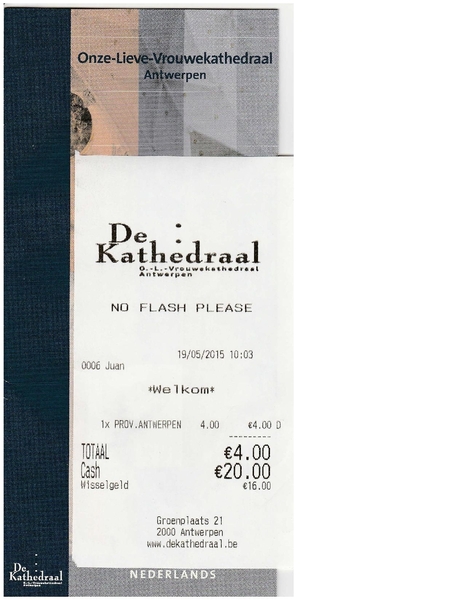 Onze-Lieve-Vrouwekathedraal
Antwerpen
De
Kathedraal
O.-L.-Vrouwekathedraal
Antwerpen
NO FLASH PLEASE
19/05/2015 10:03
0006 Juan
*Welkom*
1x PROV.ANTWERPEN 4.00 €4.00 D
--------
TOTAAL €4.00
Cash €20.00
Wisselgeld €16.00
Groenplaats 21
2000 Antwerpen
www.dekathedraal.be
De
Kathedraal
O.-L.-Vrouwekathedraal
Antwerpen
NEDERLANDS